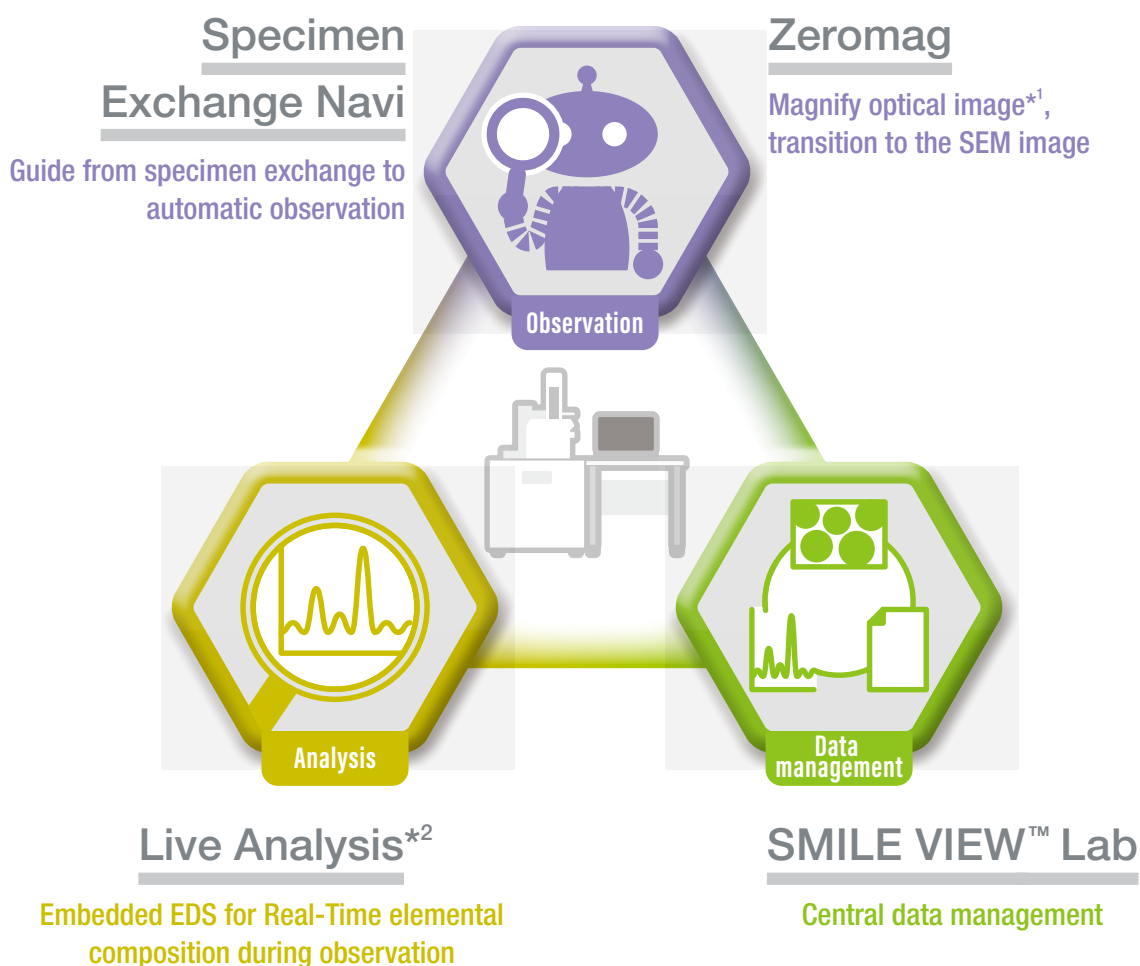 Specimen
Exchange Navi
Guide from specimen exchange to
automatic observation
Zeromag
Magnify optical image*1,
transition to the SEM image
Observation
Analysis
Data
management
Live Analysis*2
Embedded EDS for Real-Time elemental
composition during observation
SMILE VIEW™ Lab
Central data management